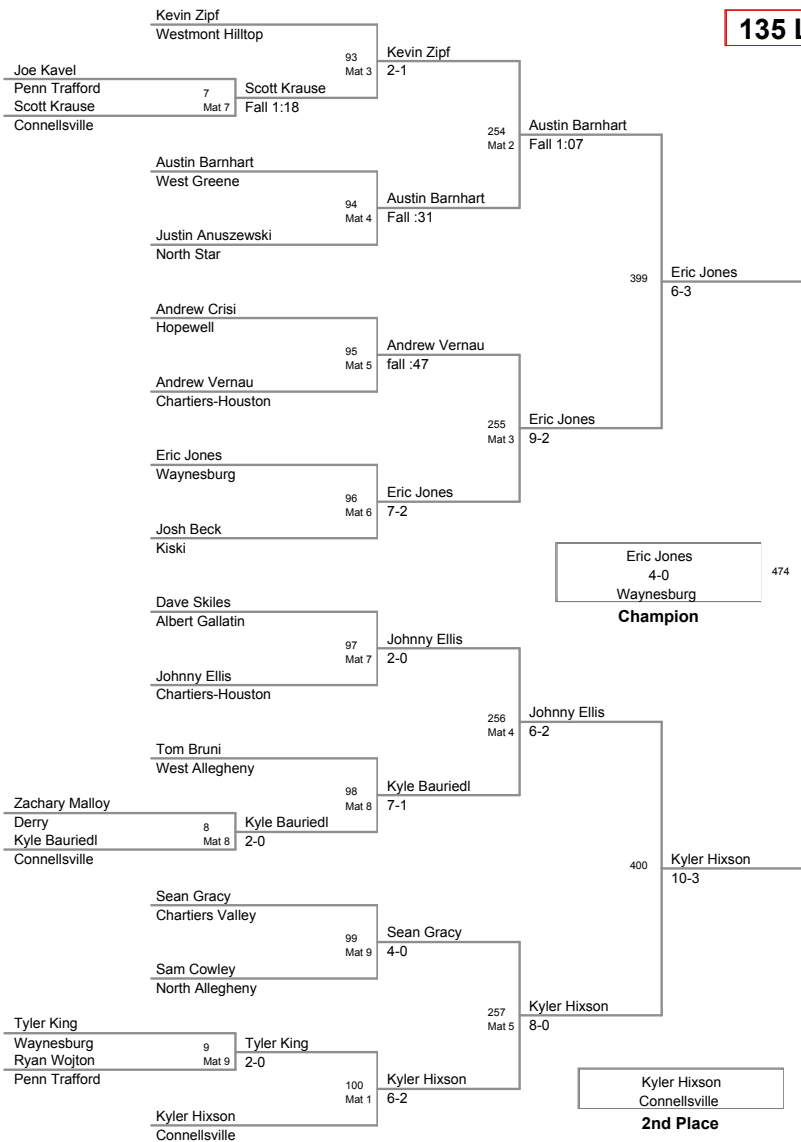 135 L
Kevin Zipf
Westmont Hilltop
93
Mat 3
Kevin Zipf
2-1
Joe Kavel
Penn Trafford
Scott Krause
Connellsville
7
Mat 7
Scott Krause
Fall 1:18
254
Mat 2
Austin Barnhart
Fall 1:07
Austin Barnhart
West Greene
94
Mat 4
Austin Barnhart
Fall :31
Justin Anuszewski
North Star
399
Eric Jones
6-3
Andrew Crisi
Hopewell
95
Mat 5
Andrew Vernau
fall :47
Andrew Vernau
Chartiers-Houston
255
Mat 3
Eric Jones
9-2
Eric Jones
Waynesburg
96
Mat 6
Eric Jones
7-2
Josh Beck
Kiski
Eric Jones
4-0
Waynesburg
474
Champion
Dave Skiles
Albert Gallatin
97
Mat 7
Johnny Ellis
2-0
Johnny Ellis
Chartiers-Houston
256
Mat 4
Johnny Ellis
6-2
Tom Bruni
West Allegheny
98
Mat 8
Kyle Bauriedl
7-1
Zachary Malloy
Derry
Kyle Bauriedl
Connellsville
8
Mat 8
Kyle Bauriedl
2-0
400
Kyler Hixson
10-3
Sean Gracy
Chartiers Valley
99
Mat 9
Sean Gracy
4-0
Sam Cowley
North Allegheny
257
Mat 5
Kyler Hixson
8-0
Tyler King
Waynesburg
Ryan Wojton
Penn Trafford
9
Mat 9
Tyler King
2-0
100
Mat 1
Kyler Hixson
6-2
Kyler Hixson
Connellsville
Kyler Hixson
Connellsville
2nd Place